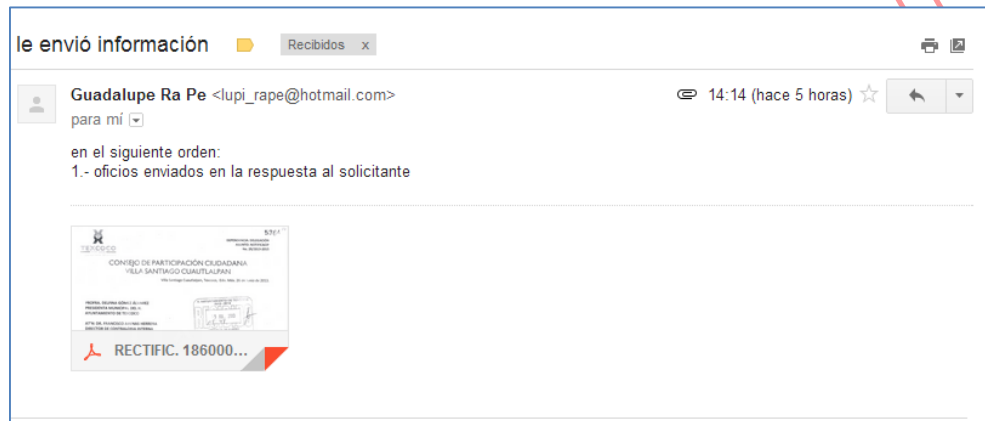 le envió información
Recibidos x
Guadalupe Ra Pe <lupi_rape@hotmail.com>
14:14 (hace 5 horas)
para mí
en el siguiente orden:
1.- oficios enviados en la respuesta al solicitante
TEXCOCO
CONSEJO DE PARTICIPACIÓN CIUDADANA
VILLA SANTIAGO CUAUTLALPAN
RECTIFIC. 186000...